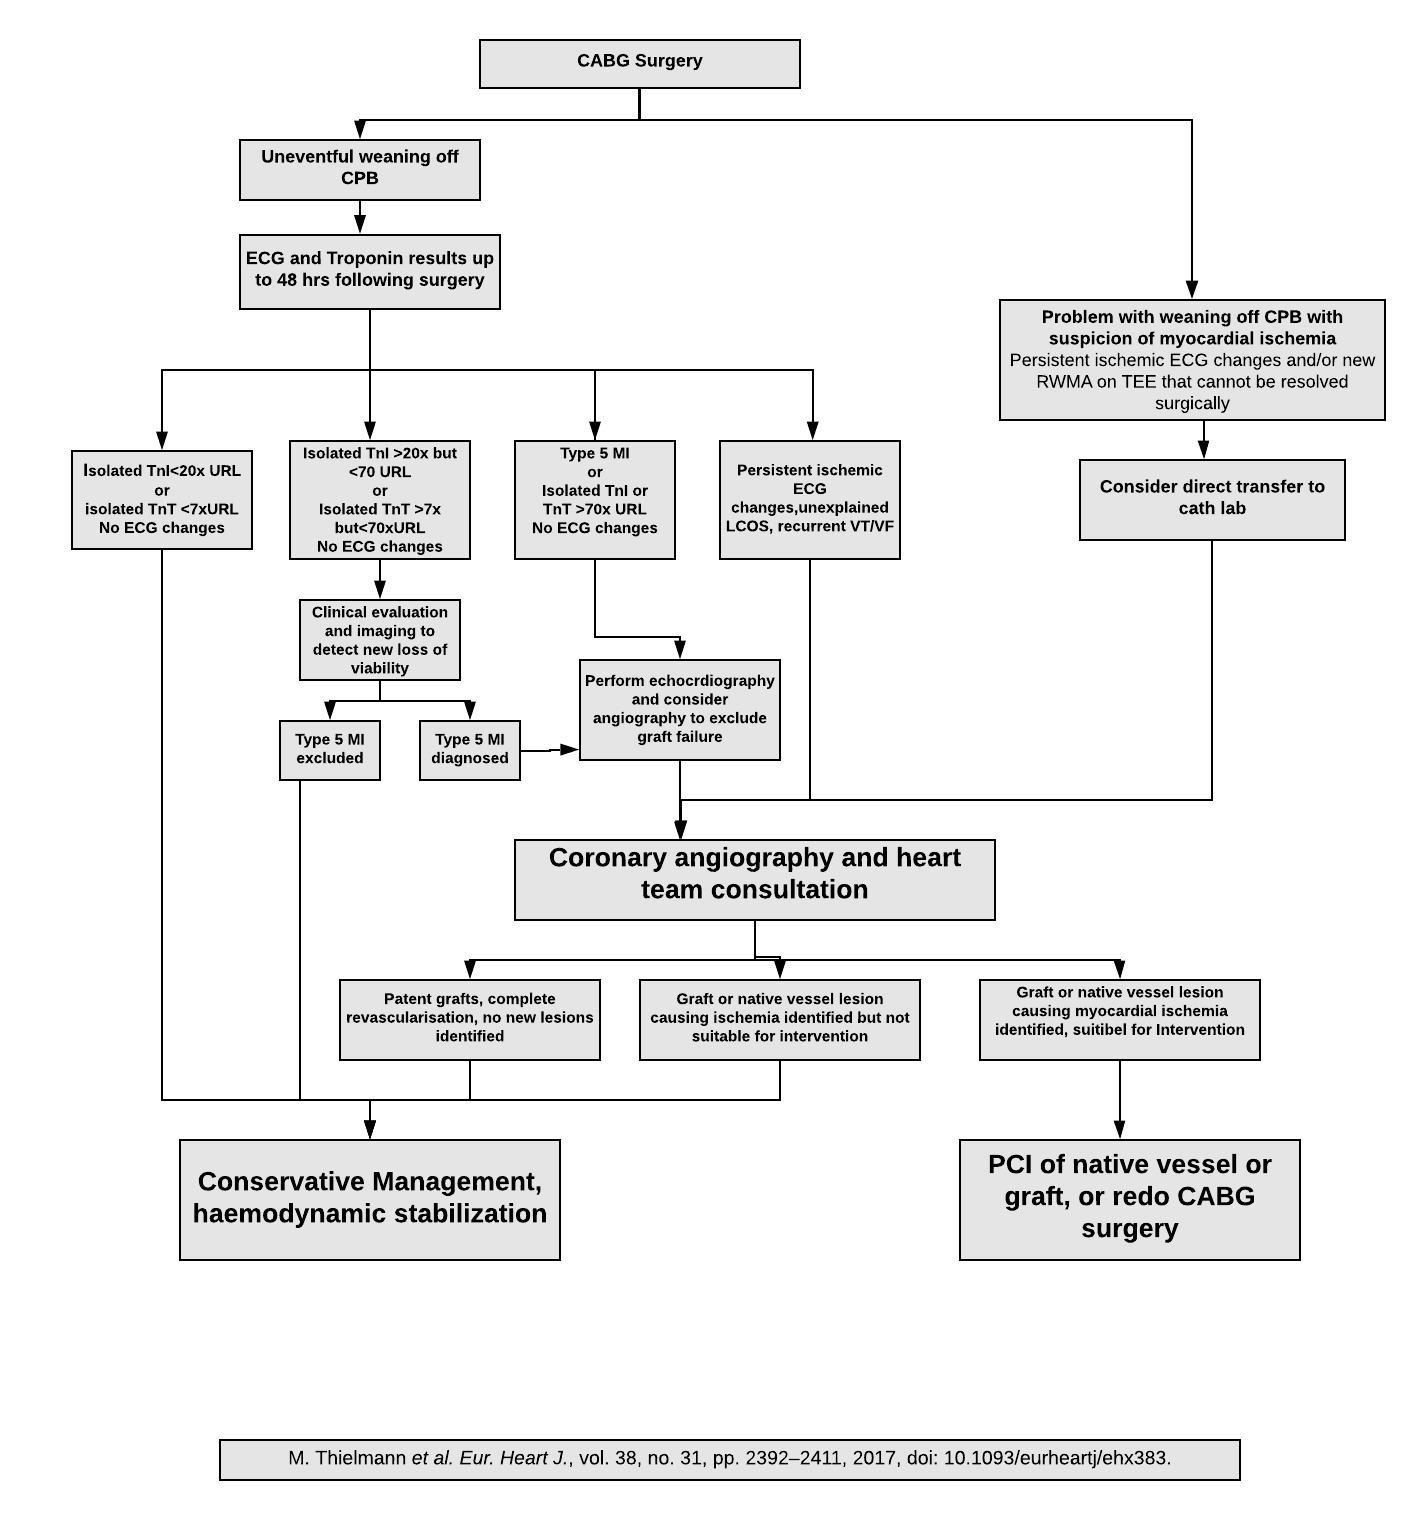 CABG Surgery
Uneventful weaning off
CPB
ECG and Troponin results up
to 48 hrs following surgery
Problem with weaning off CPB with
suspicion of myocardial ischemia
Persistent ischemic ECG changes and/or new
RWMA on TEE that cannot be resolved
surgically
Isolated TnI<20x URL
or
isolated TnT <7xURL
No ECG changes
Isolated TnI >20x but
<70 URL
or
Isolated TnT >7x
but<70xURL
No ECG changes
Type 5 MI
or
Isolated TnI or
TnT >70x URL
No ECG changes
Persistent ischemic
ECG
changes,unexplained
LCOS, recurrent VT/VF
Consider direct transfer to
cath lab
Clinical evaluation
and imaging to
detect new loss of
viability
Type 5 MI
excluded
Type 5 MI
diagnosed
Perform echocrdiography
and consider
angiography to exclude
graft failure
Coronary angiography and heart
team consultation
Patent grafts, complete
revascularisation, no new lesions
identified
Graft or native vessel lesion
causing ischemia identified but not
suitable for intervention
Graft or native vessel lesion
causing myocardial ischemia
identified, suitibel for Intervention
Conservative Management,
haemodynamic stabilization
PCI of native vessel or
graft, or redo CABG
surgery
M. Thielmann et al. Eur. Heart J., vol. 38, no. 31, pp. 2392–2411, 2017, doi: 10.1093/eurheartj/ehx383.